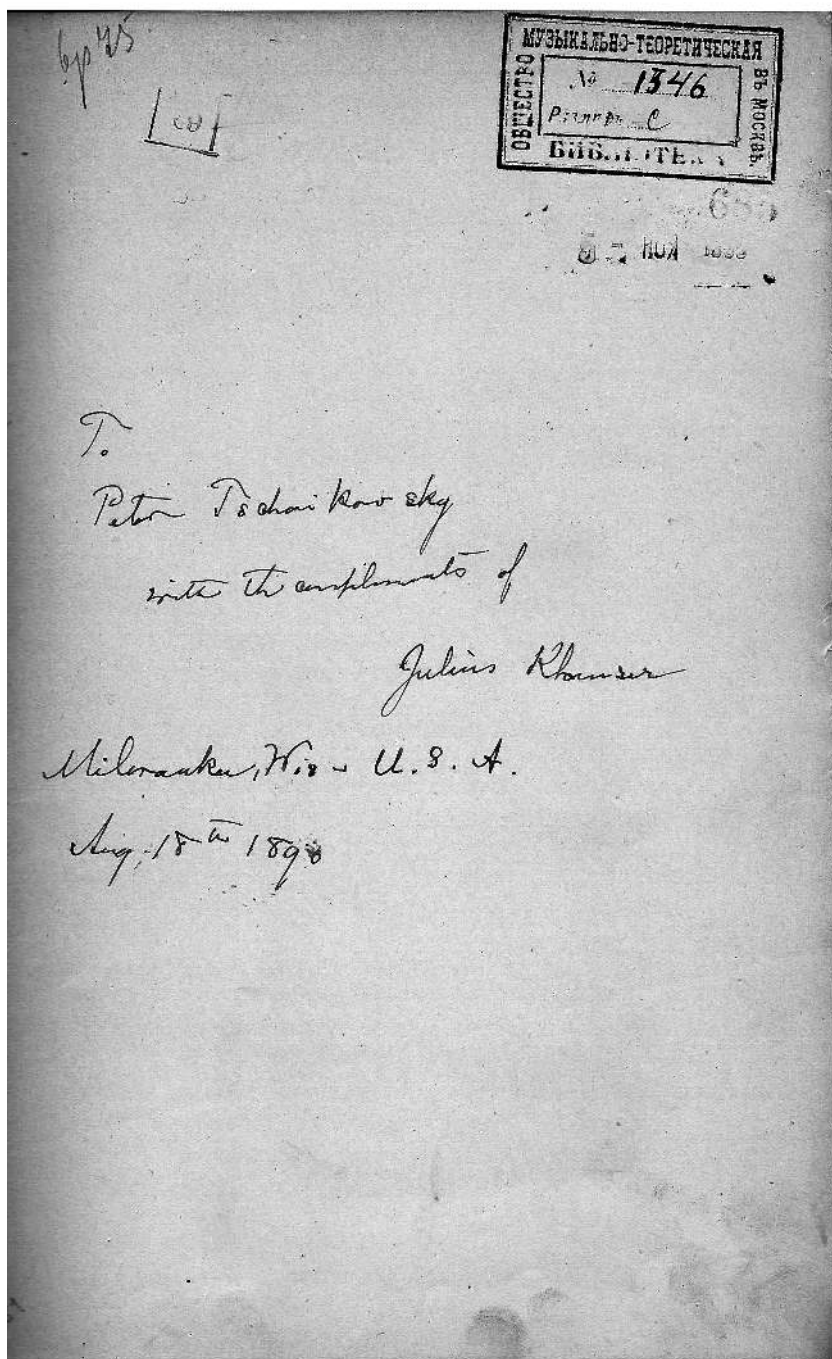 МУЗЫКАЛЬНО-ТЕОРЕТИЧЕСКАЯ
ОБЩЕСТВО
№ 1346
С
ВЪ МОСКВѢ.
БИБЛИОТЕКА
To
Peter Tschaikowsky
with the compliments of
Julius Klauser
Milwaukee, Wis - U.S.A.
Aug, 18th 1890